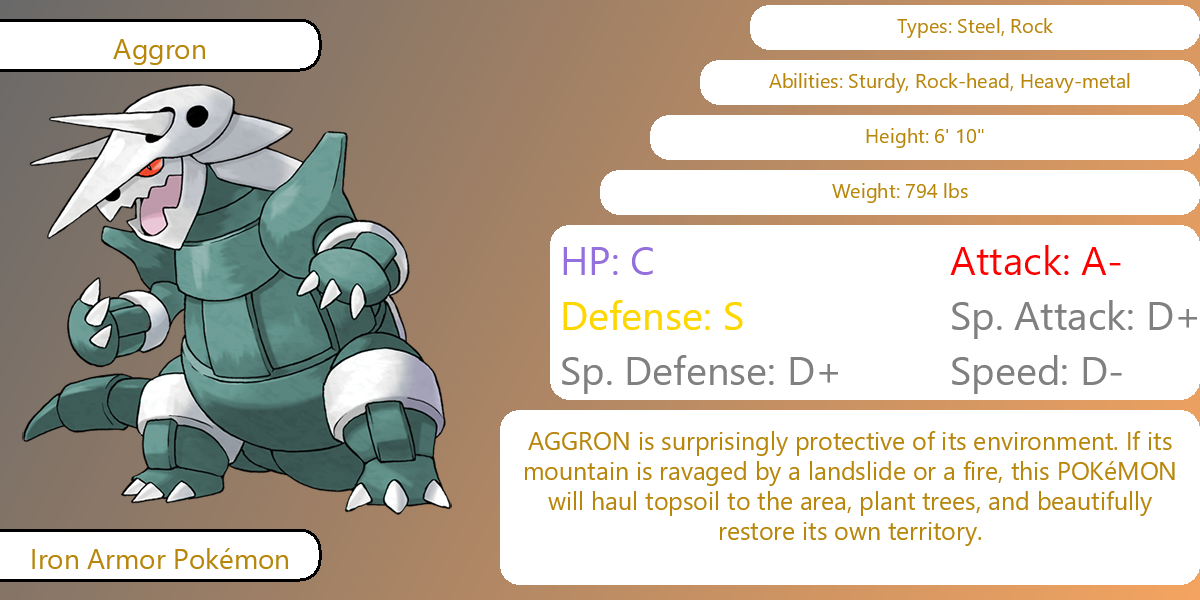 Aggron
Types: Steel, Rock
Abilities: Sturdy, Rock-head, Heavy-metal
Height: 6' 10"
Weight: 794 lbs
HP: C
Attack: A-
Defense: S
Sp. Attack: D+
Sp. Defense: D+
Speed: D-
AGGRON is surprisingly protective of its environment. If its
mountain is ravaged by a landslide or a fire, this POKéMON
will haul topsoil to the area, plant trees, and beautifully
restore its own territory.
Iron Armor Pokémon